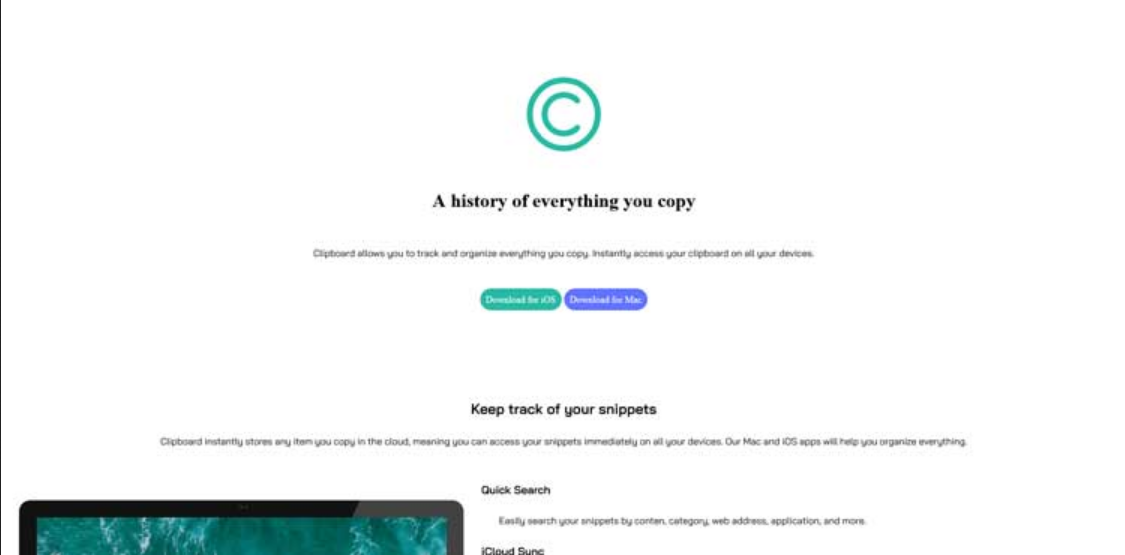 A history of everything you copy
Clipboard allows you to track and organize everything you copy. Instantly access your clipboard on all your devices.
Download for iOS
Download for Mac
Keep track of your snippets
Clipboard instantly stores any item you copy in the cloud, meaning you can access your snippets immediately on all your devices. Our Mac and iOS apps will help you organize everything.
Quick Search
Easily search your snippets by conten, category, web address, application, and more.
iCloud Sync